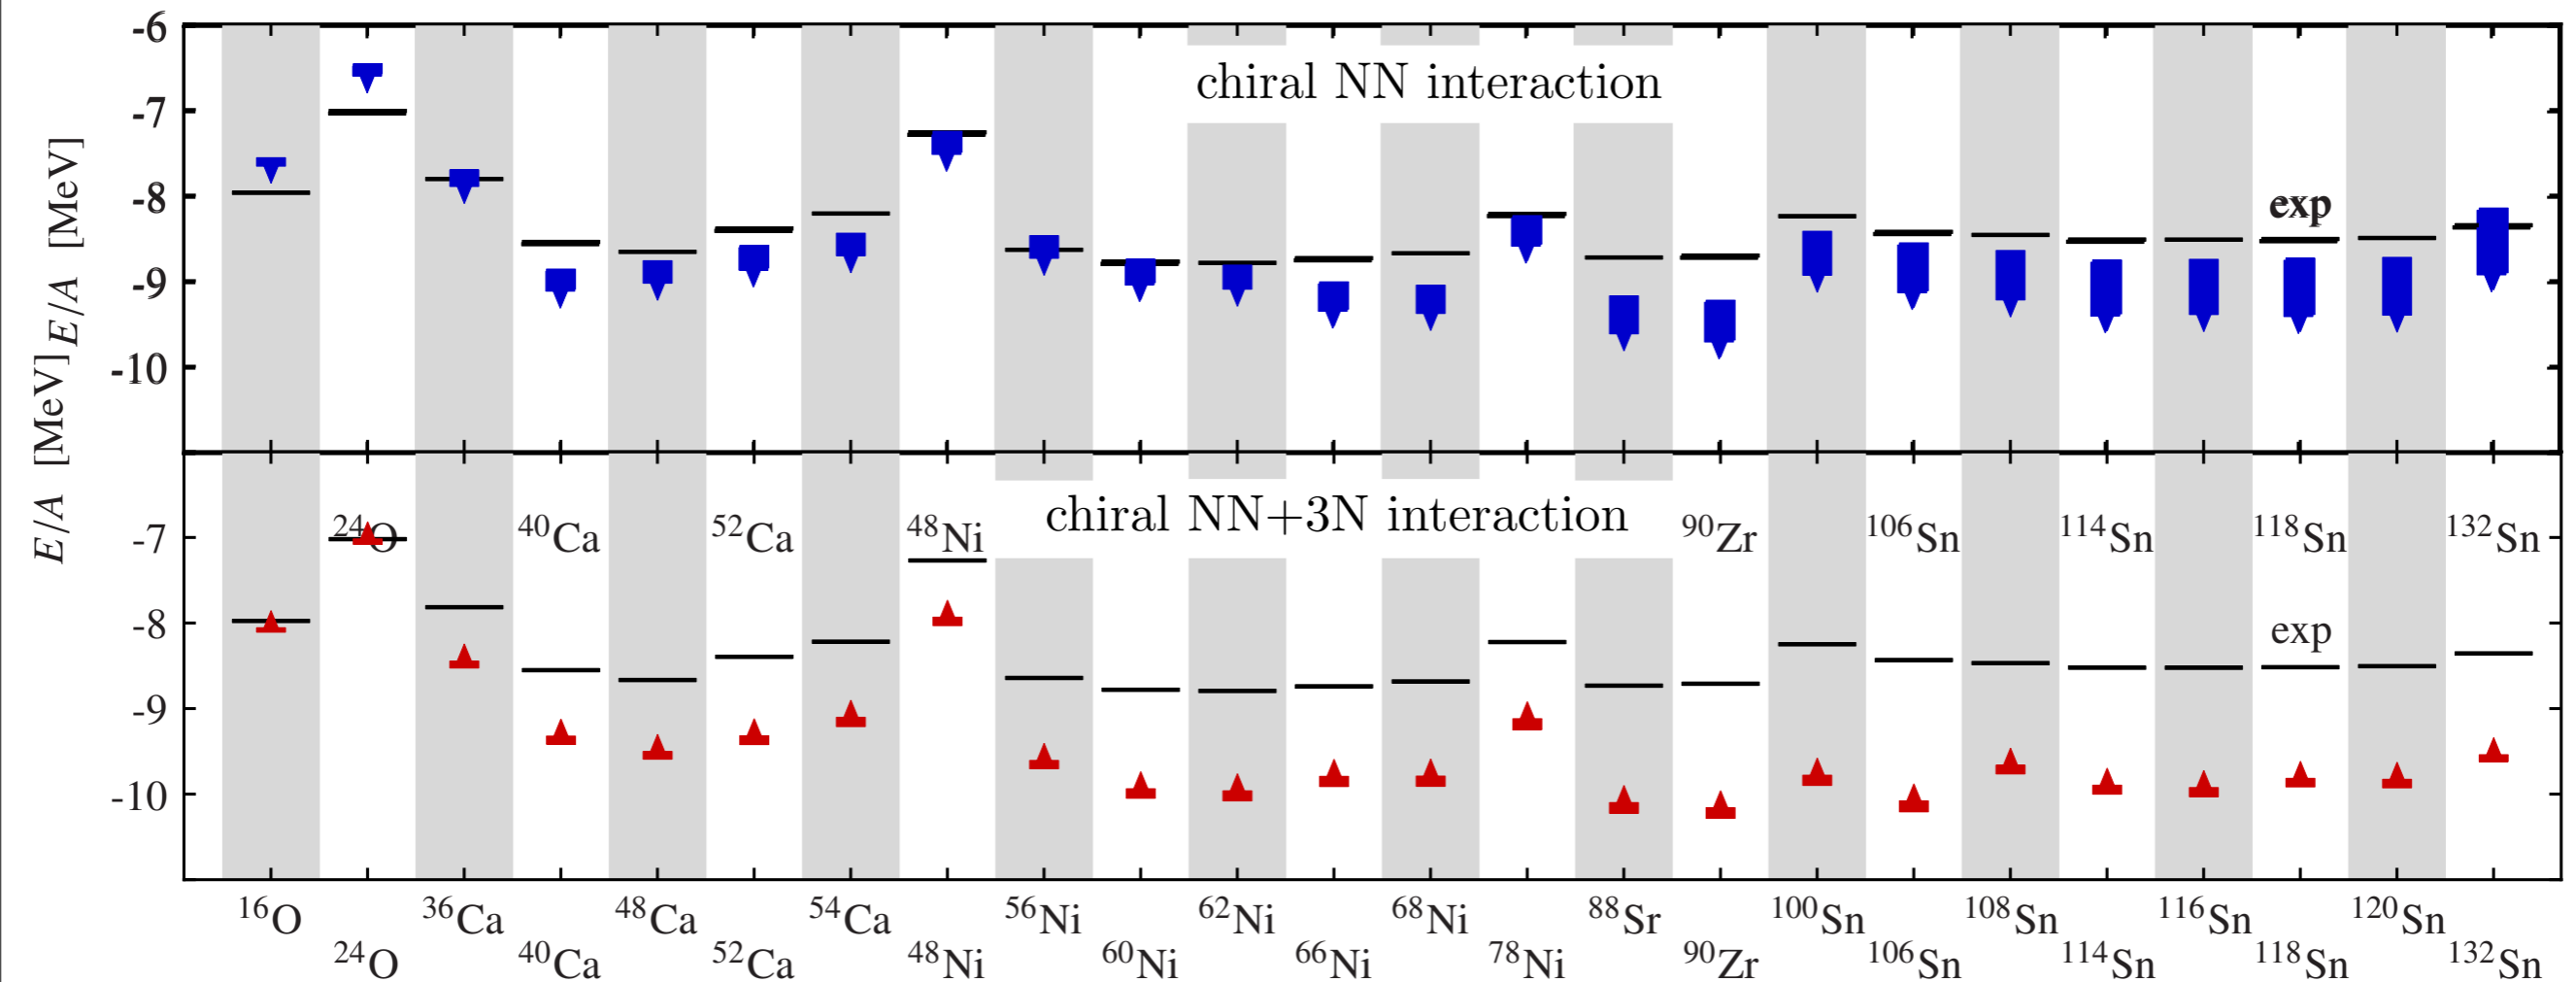 -6
chiral NN interaction
-7
E/A [MeV]
-8
exp
-9
-10
E/A [MeV]
chiral NN+3N interaction
-7
24O 40Ca 52Ca 48Ni 90Zr 106Sn 114Sn 118Sn 132Sn
-8
exp
-9
-10
16O 36Ca 48Ca 54Ca 56Ni 62Ni 68Ni 88Sr 100Sn 108Sn 116Sn 120Sn
24O 40Ca 52Ca 48Ni 60Ni 66Ni 78Ni 90Zr 106Sn 114Sn 118Sn 132Sn